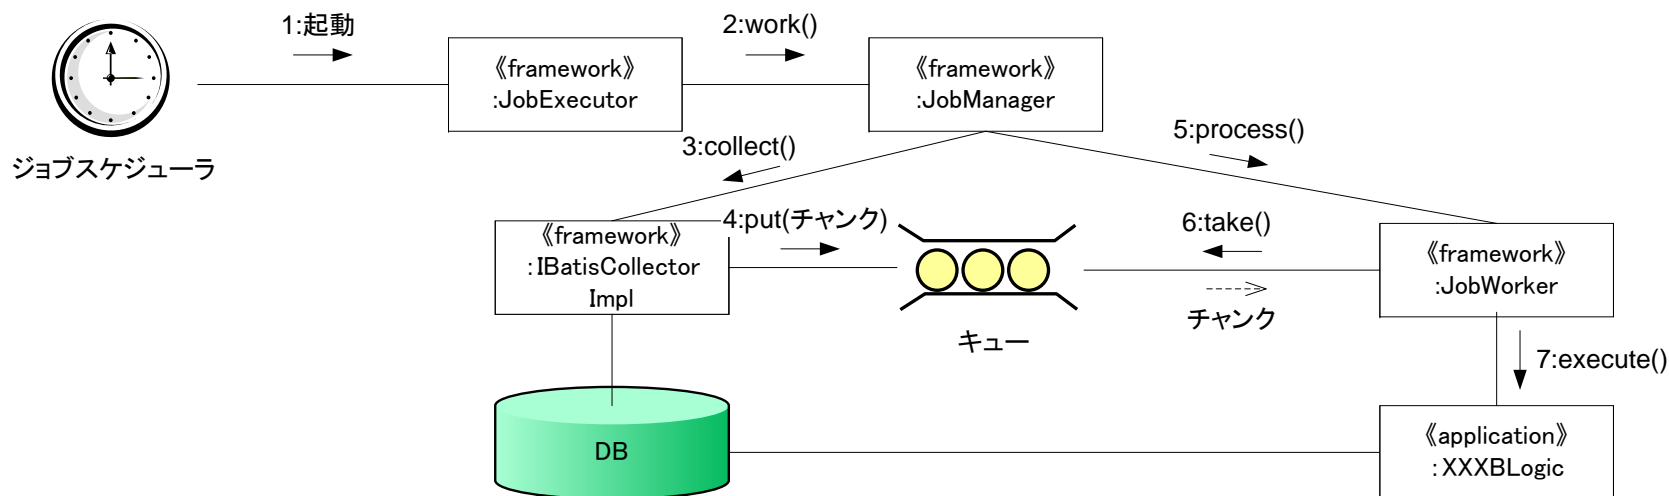 1:起動
2:work()
《framework》
:JobExecutor
《framework》
:JobManager
ジョブスケジューラ
3:collect()
5:process()
4:put(チャンク)
6:take()
《framework》
:IBatisCollector
Impl
《framework》
:JobWorker
チャンク
キュー
7:execute()
DB
《application》
:XXXBLogic